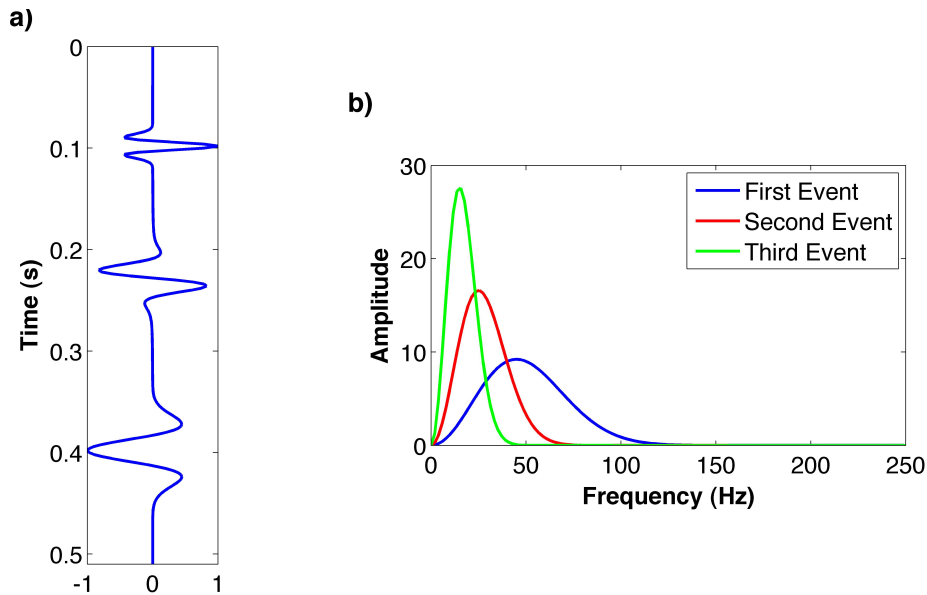 a)
0
0.1
0.2
0.3
0.4
0.5
-1 0 1
Time (s)
b)
30
20
10
0
0 50 100 150 200 250
Amplitude
Frequency (Hz)
First Event
Second Event
Third Event